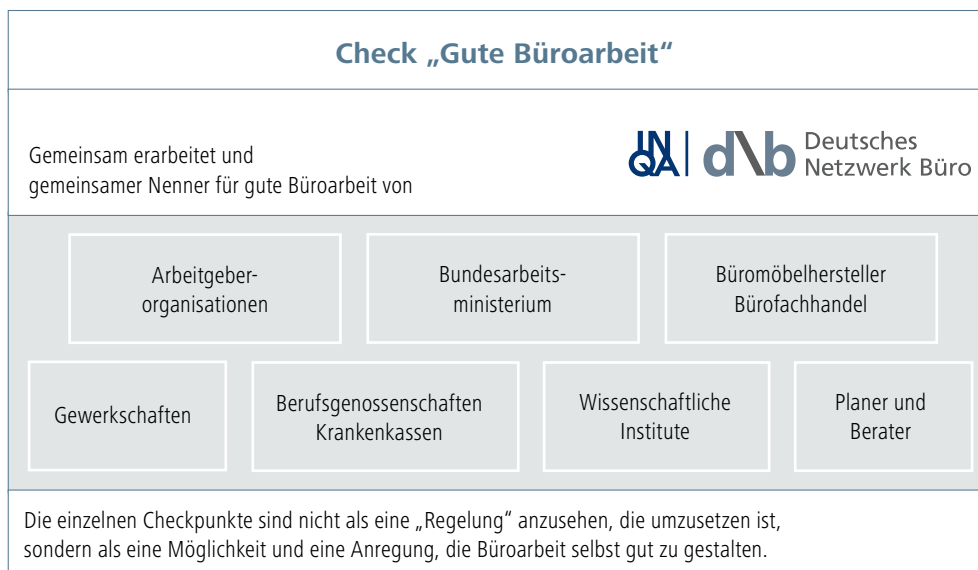 Check „Gute Büroarbeit“
Gemeinsam erarbeitet und
gemeinsamer Nenner für gute Büroarbeit von
INQA
d\b Deutsches
Netzwerk Büro
Arbeitgeber-
organisationen
Bundesarbeits-
ministerium
Büromöbelhersteller
Bürofachhandel
Gewerkschaften
Berufsgenossenschaften
Krankenkassen
Wissenschaftliche
Institute
Planer und
Berater
Die einzelnen Checkpunkte sind nicht als eine „Regelung“ anzusehen, die umzusetzen ist,
sondern als eine Möglichkeit und eine Anregung, die Büroarbeit selbst gut zu gestalten.